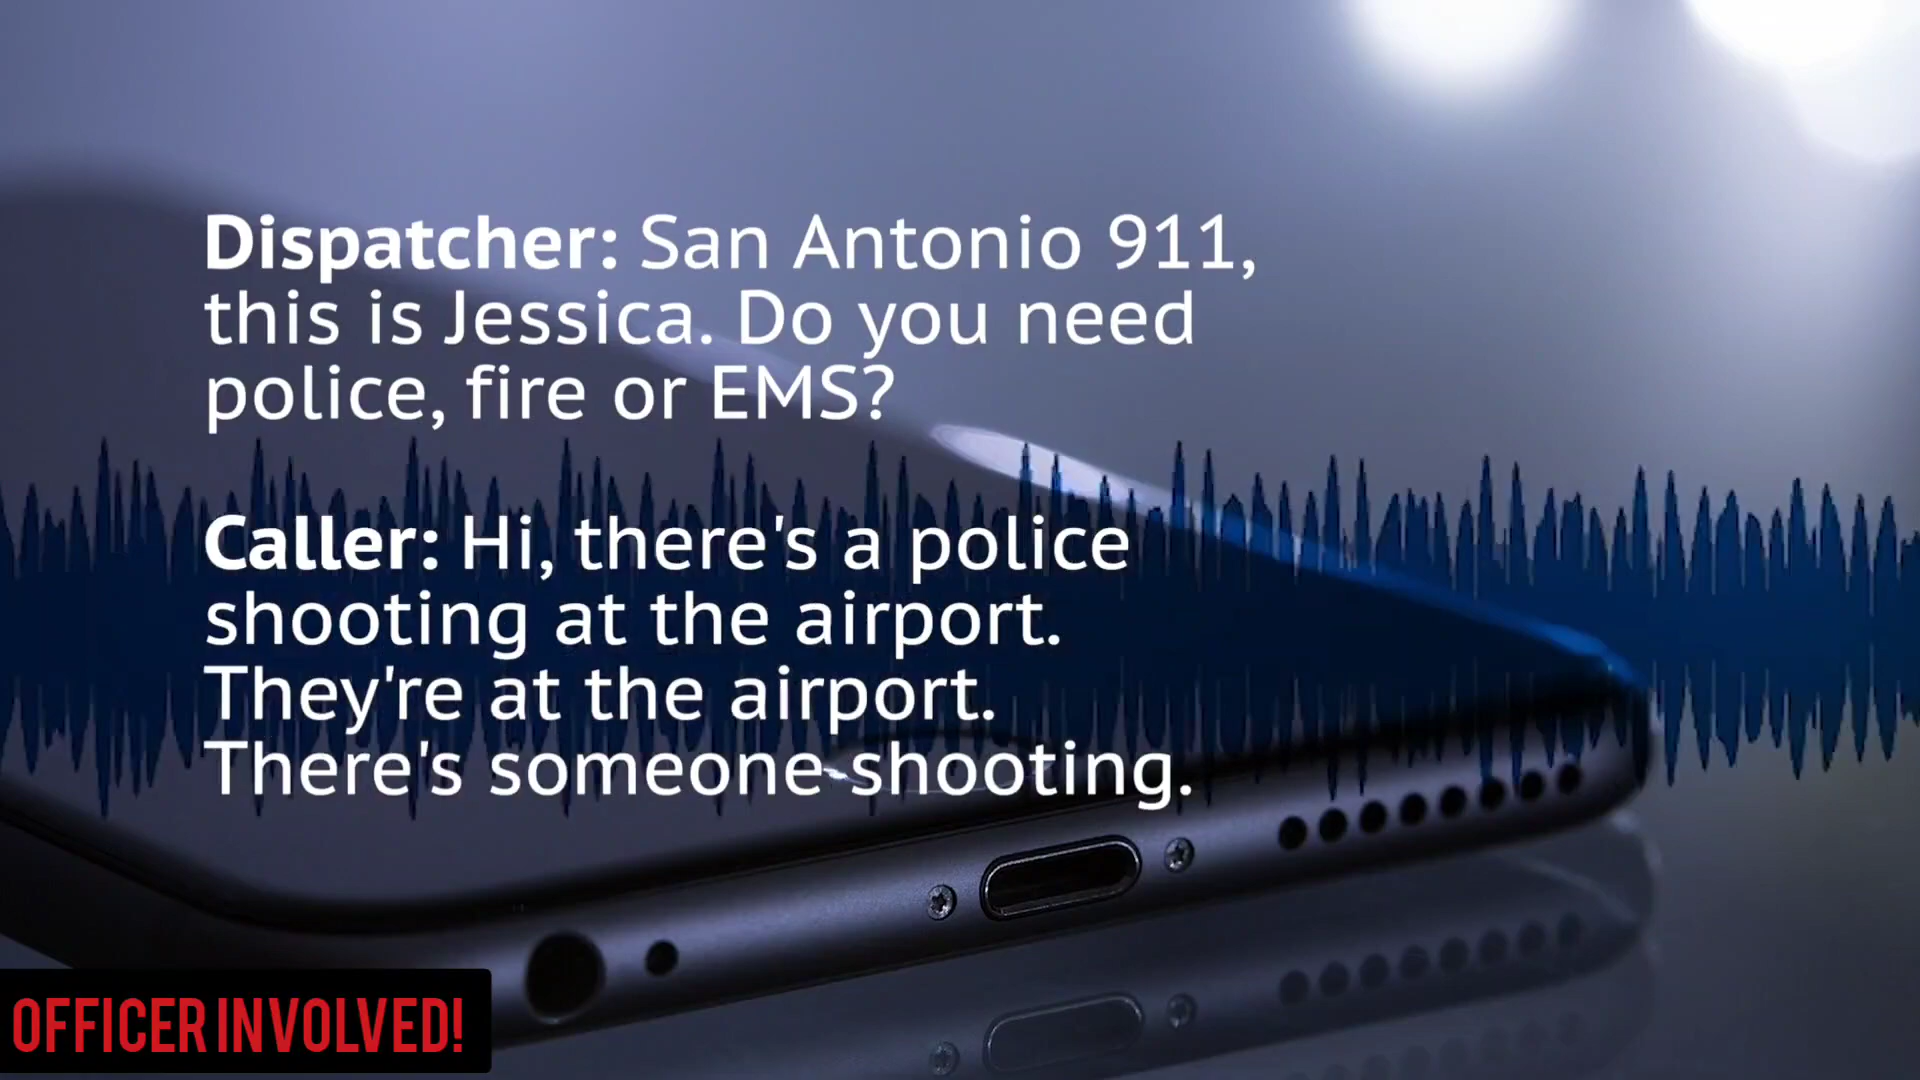 Dispatcher: San Antonio 911,
this is Jessica. Do you need
police, fire or EMS?
Caller: Hi, there's a police
shooting at the airport.
They're at the airport.
There's someone shooting.
OFFICER INVOLVED!